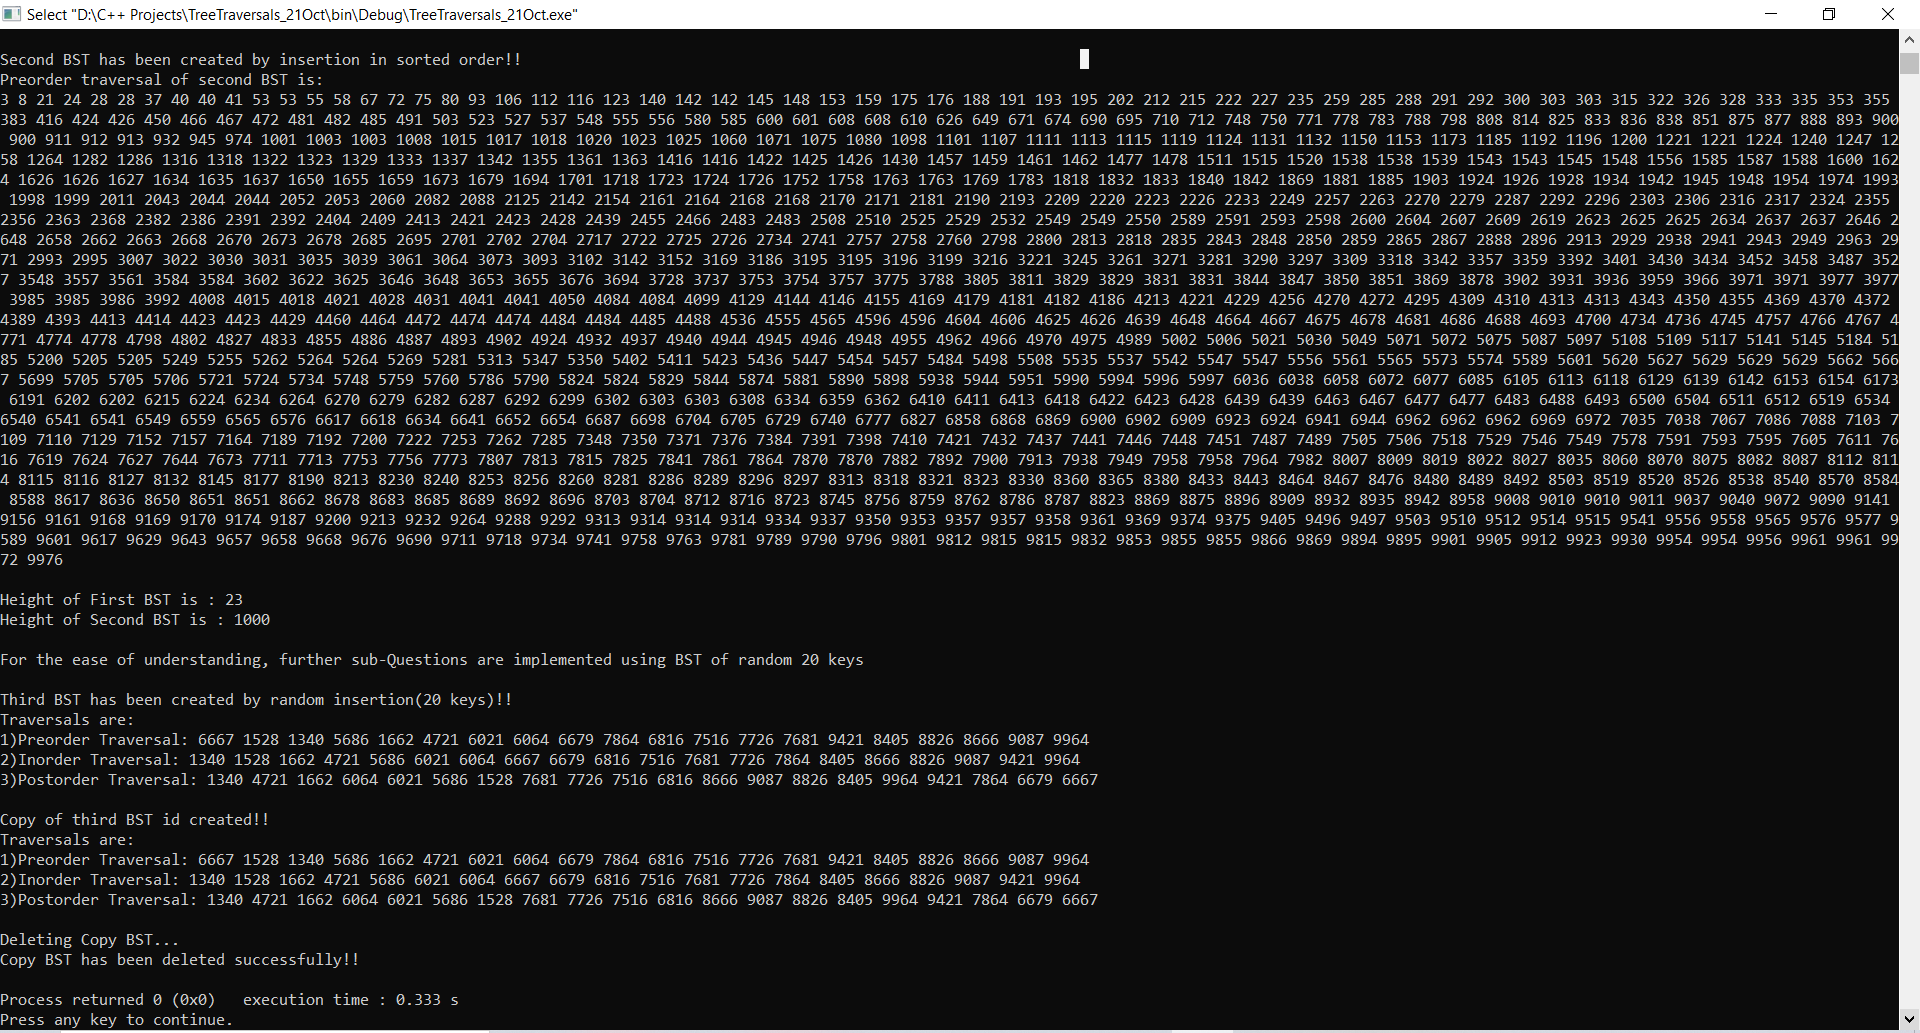 Select "D:\C++ Projects\TreeTraversals_21Oct\bin\Debug\TreeTraversals_21Oct.exe"
Second BST has been created by insertion in sorted order!!
Preorder traversal of second BST is:
3 8 21 24 28 28 37 40 40 41 53 53 55 58 67 72 75 80 93 106 112 116 123 140 142 142 145 148 153 159 175 176 188 191 193 195 202 212 215 222 227 235 259 285 288 291 292 300 303 303 315 322 326 328 333 335 353 355
383 416 424 426 450 466 467 472 481 482 485 491 503 523 527 537 548 555 556 580 585 600 601 608 608 610 626 649 671 674 690 695 710 712 748 750 771 778 783 788 798 808 814 825 833 836 838 851 875 877 888 893 900
900 911 912 913 932 945 974 1001 1003 1003 1008 1015 1017 1018 1020 1023 1025 1060 1071 1075 1080 1098 1101 1107 1111 1113 1115 1119 1124 1131 1132 1150 1153 1173 1185 1192 1196 1200 1221 1221 1224 1240 1247 12
58 1264 1282 1286 1316 1318 1322 1323 1329 1333 1337 1342 1355 1361 1363 1416 1416 1422 1425 1426 1430 1457 1459 1461 1462 1477 1478 1511 1515 1520 1538 1538 1539 1543 1543 1545 1548 1556 1585 1587 1588 1600 162
4 1626 1626 1627 1634 1635 1637 1650 1655 1659 1673 1679 1694 1701 1718 1723 1724 1726 1752 1758 1763 1763 1769 1783 1818 1832 1833 1840 1842 1869 1881 1885 1903 1924 1926 1928 1934 1942 1945 1948 1954 1974 1993
1998 1999 2011 2043 2044 2044 2052 2053 2060 2082 2088 2125 2142 2154 2161 2164 2168 2168 2170 2171 2181 2190 2193 2209 2220 2223 2226 2233 2249 2257 2263 2270 2279 2287 2292 2296 2303 2306 2316 2317 2324 2355
2356 2363 2368 2382 2386 2391 2392 2404 2409 2413 2421 2423 2428 2439 2455 2466 2483 2483 2508 2510 2525 2529 2532 2549 2549 2550 2589 2591 2593 2598 2600 2604 2607 2609 2619 2623 2625 2625 2634 2637 2637 2646 2
648 2658 2662 2663 2668 2670 2673 2678 2685 2695 2701 2702 2704 2717 2722 2725 2726 2734 2741 2757 2758 2760 2798 2800 2813 2818 2835 2843 2848 2850 2859 2865 2867 2888 2896 2913 2929 2938 2941 2943 2949 2963 29
71 2993 2995 3007 3022 3030 3031 3035 3039 3061 3064 3073 3093 3102 3142 3152 3169 3186 3195 3195 3196 3199 3216 3221 3245 3261 3271 3281 3290 3297 3309 3318 3342 3357 3359 3392 3401 3430 3434 3452 3458 3487 352
7 3548 3557 3561 3584 3584 3602 3622 3625 3646 3648 3653 3655 3676 3694 3728 3737 3753 3754 3757 3775 3788 3805 3811 3829 3829 3831 3831 3844 3847 3850 3851 3869 3878 3902 3931 3936 3959 3966 3971 3971 3977 3977
3985 3985 3986 3992 4008 4015 4018 4021 4028 4031 4041 4041 4050 4084 4084 4099 4129 4144 4146 4155 4169 4179 4181 4182 4186 4213 4221 4229 4256 4270 4272 4295 4309 4310 4313 4313 4343 4350 4355 4369 4370 4372
4389 4393 4413 4414 4423 4423 4429 4460 4464 4472 4474 4474 4484 4484 4485 4488 4536 4555 4565 4596 4596 4604 4606 4625 4626 4639 4648 4664 4667 4675 4678 4681 4686 4688 4693 4700 4734 4736 4745 4757 4766 4767 4
771 4774 4778 4798 4802 4827 4833 4855 4886 4887 4893 4902 4924 4932 4937 4940 4944 4945 4946 4948 4955 4962 4966 4970 4975 4989 5002 5006 5021 5030 5049 5071 5072 5075 5087 5097 5108 5109 5117 5141 5145 5184 51
85 5200 5205 5205 5249 5255 5262 5264 5264 5269 5281 5313 5347 5350 5402 5411 5423 5436 5447 5454 5457 5484 5498 5508 5535 5537 5542 5547 5547 5556 5561 5565 5573 5574 5589 5601 5620 5627 5629 5629 5629 5662 566
7 5699 5705 5705 5706 5721 5724 5734 5748 5759 5760 5786 5790 5824 5824 5829 5844 5874 5881 5890 5898 5938 5944 5951 5990 5994 5996 5997 6036 6038 6058 6072 6077 6085 6105 6113 6118 6129 6139 6142 6153 6154 6173
6191 6202 6202 6215 6224 6234 6264 6270 6279 6282 6287 6292 6299 6302 6303 6303 6308 6334 6359 6362 6410 6411 6413 6418 6422 6423 6428 6439 6439 6463 6467 6477 6477 6483 6488 6493 6500 6504 6511 6512 6519 6534
6540 6541 6541 6549 6559 6565 6576 6617 6618 6634 6641 6652 6654 6687 6698 6704 6705 6729 6740 6777 6827 6858 6868 6869 6900 6902 6909 6923 6924 6941 6944 6962 6962 6962 6969 6972 7035 7038 7067 7086 7088 7103 7
109 7110 7129 7152 7157 7164 7189 7192 7200 7222 7253 7262 7285 7348 7350 7371 7376 7384 7391 7398 7410 7421 7432 7437 7441 7446 7448 7451 7487 7489 7505 7506 7518 7529 7546 7549 7578 7591 7593 7595 7605 7611 76
16 7619 7624 7627 7644 7673 7711 7713 7753 7756 7773 7807 7813 7815 7825 7841 7861 7864 7870 7870 7882 7892 7900 7913 7938 7949 7958 7958 7964 7982 8007 8009 8019 8022 8027 8035 8060 8070 8075 8082 8087 8112 811
4 8115 8116 8127 8132 8145 8177 8190 8213 8230 8240 8253 8256 8260 8281 8286 8289 8296 8297 8313 8318 8321 8323 8330 8360 8365 8380 8433 8443 8464 8467 8476 8480 8489 8492 8503 8519 8520 8526 8538 8540 8570 8584
8588 8617 8636 8650 8651 8651 8662 8678 8683 8685 8689 8692 8696 8703 8704 8712 8716 8723 8745 8756 8759 8762 8786 8787 8823 8869 8875 8896 8909 8932 8935 8942 8958 9008 9010 9010 9011 9037 9040 9072 9090 9141
9156 9161 9168 9169 9170 9174 9187 9200 9213 9232 9264 9288 9292 9313 9314 9314 9314 9334 9337 9350 9353 9357 9357 9358 9361 9369 9374 9375 9405 9496 9497 9503 9510 9512 9514 9515 9541 9556 9558 9565 9576 9577 9
589 9601 9617 9629 9643 9657 9658 9668 9676 9690 9711 9718 9734 9741 9758 9763 9781 9789 9790 9796 9801 9812 9815 9815 9832 9853 9855 9855 9866 9869 9894 9895 9901 9905 9912 9923 9930 9954 9954 9956 9961 9961 99
72 9976
Height of First BST is : 23
Height of Second BST is : 1000
For the ease of understanding, further sub-Questions are implemented using BST of random 20 keys
Third BST has been created by random insertion(20 keys)!!
Traversals are:
1)Preorder Traversal: 6667 1528 1340 5686 1662 4721 6021 6064 6679 7864 6816 7516 7726 7681 9421 8405 8826 8666 9087 9964
2)Inorder Traversal: 1340 1528 1662 4721 5686 6021 6064 6667 6679 6816 7516 7681 7726 7864 8405 8666 8826 9087 9421 9964
3)Postorder Traversal: 1340 4721 1662 6064 6021 5686 1528 7681 7726 7516 6816 8666 9087 8826 8405 9964 9421 7864 6679 6667
Copy of third BST id created!!
Traversals are:
1)Preorder Traversal: 6667 1528 1340 5686 1662 4721 6021 6064 6679 7864 6816 7516 7726 7681 9421 8405 8826 8666 9087 9964
2)Inorder Traversal: 1340 1528 1662 4721 5686 6021 6064 6667 6679 6816 7516 7681 7726 7864 8405 8666 8826 9087 9421 9964
3)Postorder Traversal: 1340 4721 1662 6064 6021 5686 1528 7681 7726 7516 6816 8666 9087 8826 8405 9964 9421 7864 6679 6667
Deleting Copy BST...
Copy BST has been deleted successfully!!
Process returned 0 (0x0)   execution time : 0.333 s
Press any key to continue.